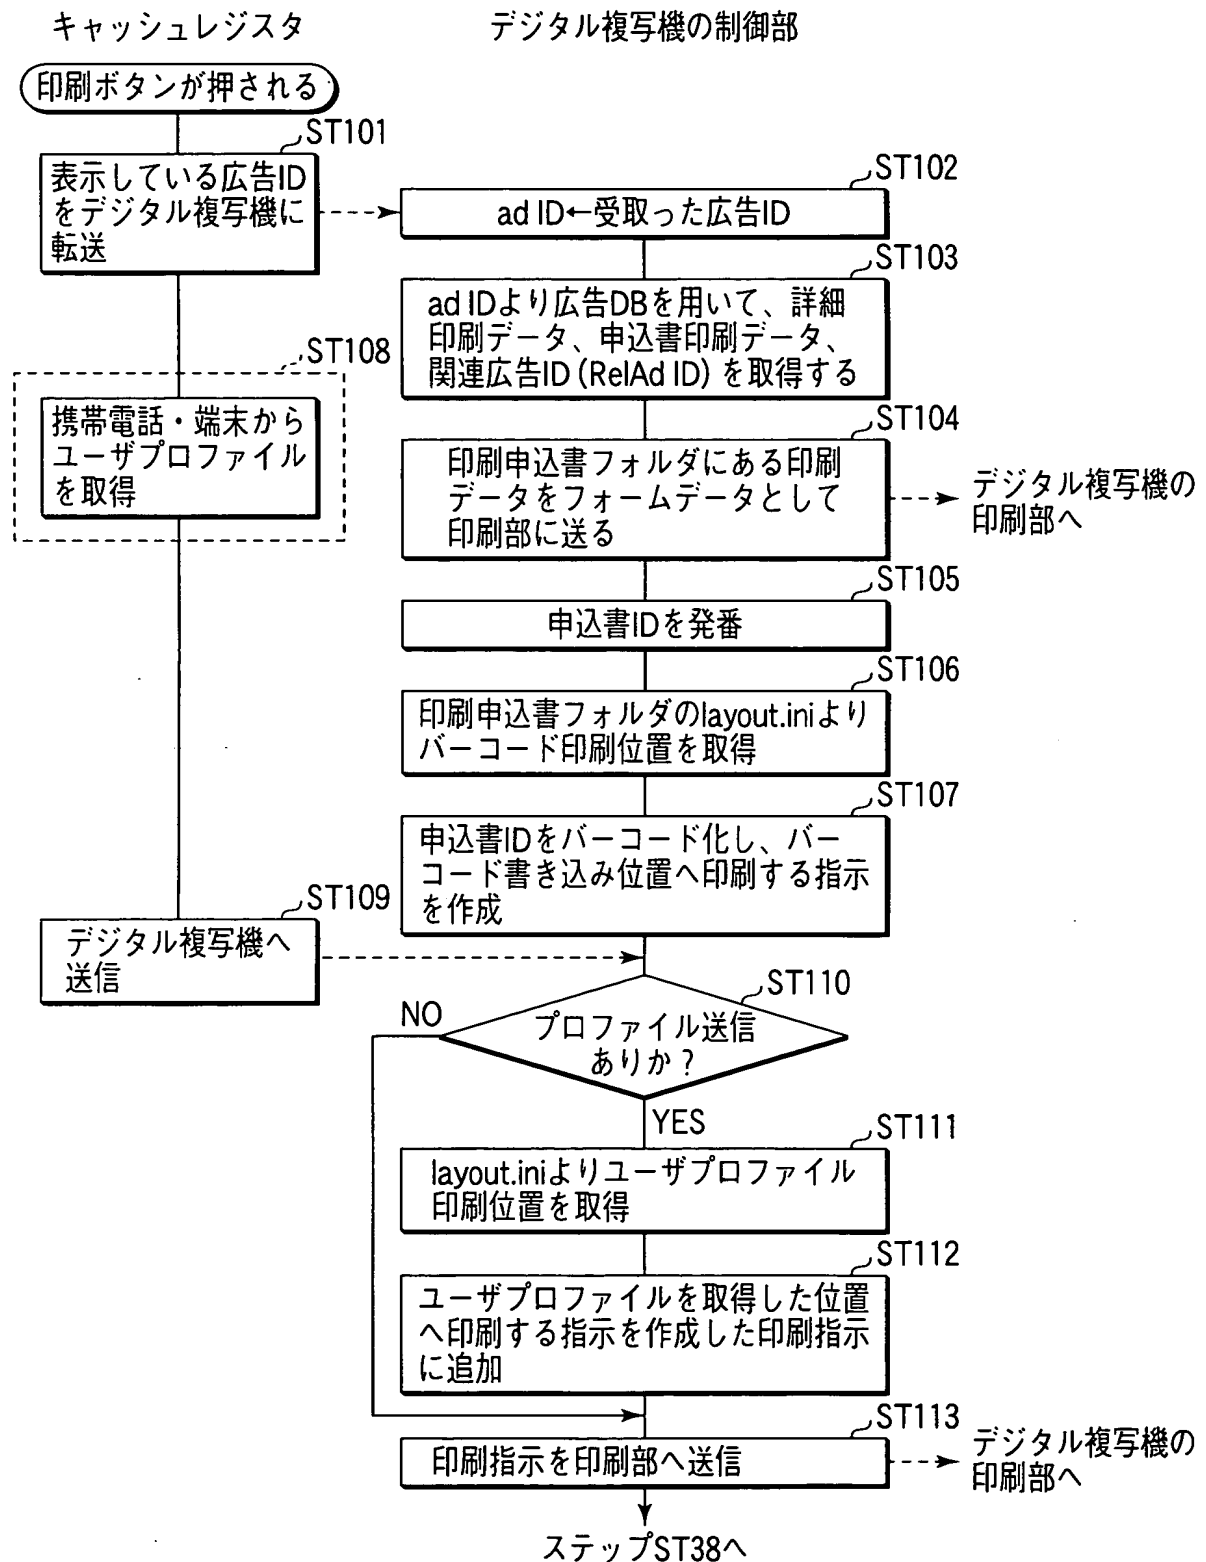 キャッシュレジスタ
デジタル複写機の制御部
印刷ボタンが押される
ST101
表示している広告ID
をデジタル複写機に
転送
ST102
ad ID←受取った広告ID
ST103
ad IDより広告DBを用いて、詳細
印刷データ、申込書印刷データ、
関連広告ID(RelAd ID)を取得する
ST108
携帯電話・端末から
ユーザプロファイル
を取得
ST104
印刷申込書フォルダにある印刷
データをフォームデータとして
印刷部に送る
デジタル複写機の
印刷部へ
ST105
申込書IDを発番
ST106
印刷申込書フォルダのlayout.iniより
バーコード印刷位置を取得
ST107
申込書IDをバーコード化し、バー
コード書き込み位置へ印刷する指示
を作成
ST109
デジタル複写機へ
送信
ST110
プロファイル送信
ありか?
NO
YES
ST111
layout.iniよりユーザプロファイル
印刷位置を取得
ST112
ユーザプロファイルを取得した位置
へ印刷する指示を作成した印刷指示
に追加
ST113
印刷指示を印刷部へ送信
デジタル複写機の
印刷部へ
ステップST38へ